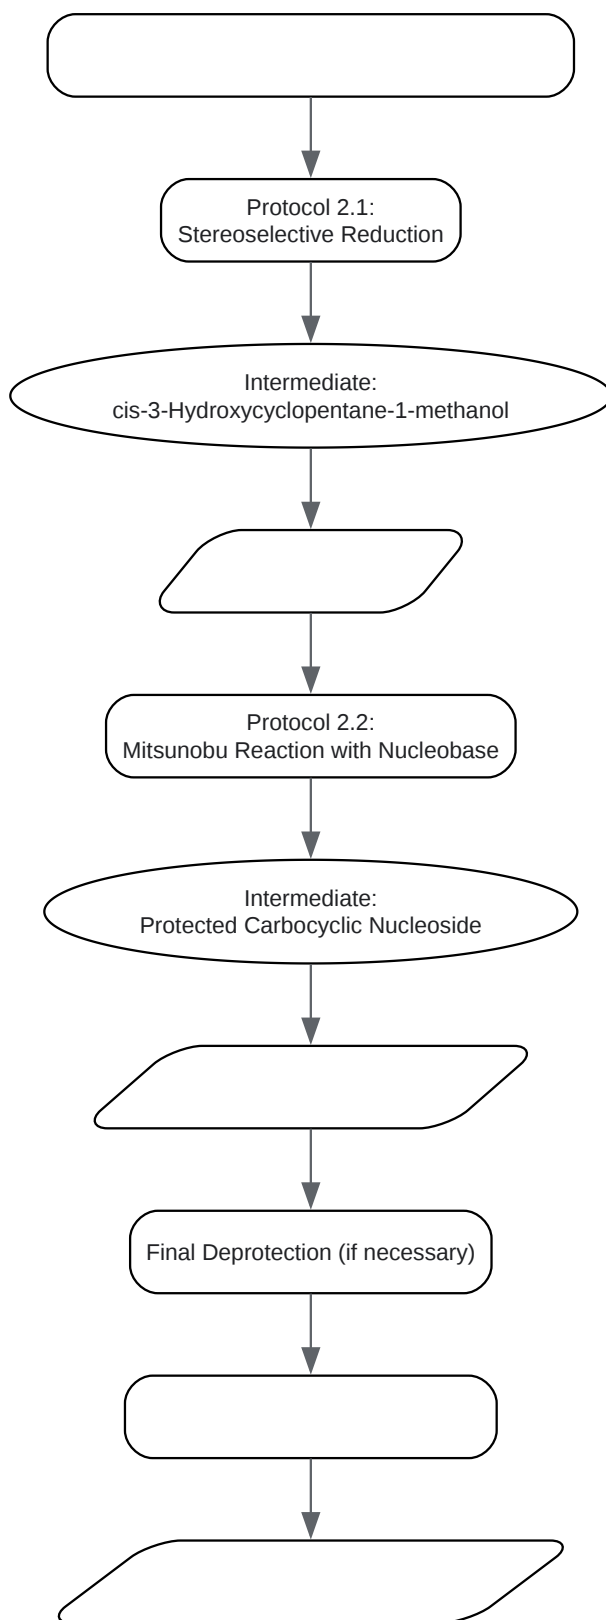 Protocol 2.1:
Stereoselective Reduction
Intermediate:
cis-3-Hydroxycyclopentane-1-methanol
Protocol 2.2:
Mitsunobu Reaction with Nucleobase
Intermediate:
Protected Carbocyclic Nucleoside
Final Deprotection (if necessary)